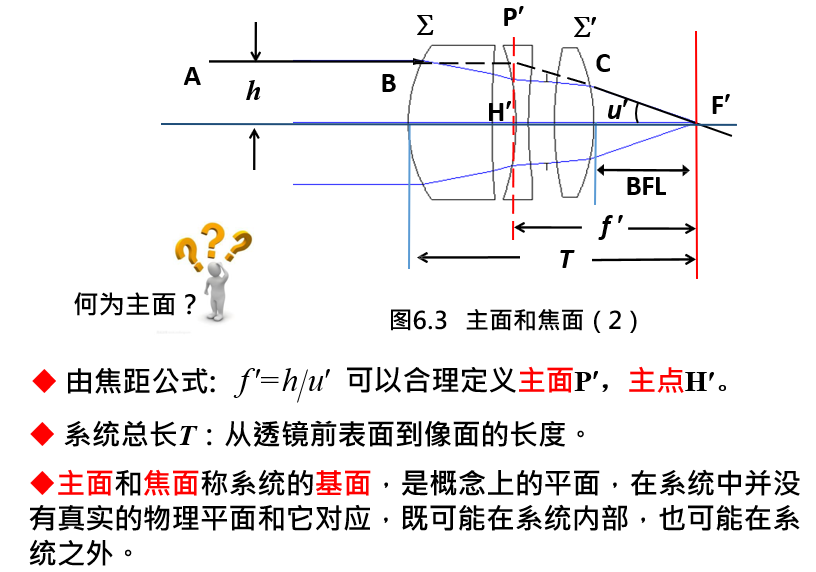 Σ
P′
Σ′
A
B
C
h
H′
u′
F′
BFL
f′
T
何为主面？
图6.3 主面和焦面（2）
由焦距公式: f′=h/u′ 可以合理定义主面P′，主点H′。
系统总长T：从透镜前表面到像面的长度。
主面和焦面称系统的基面，是概念上的平面，在系统中并没
有真实的物理平面和它对应，既可能在系统内部，也可能在系
统之外。